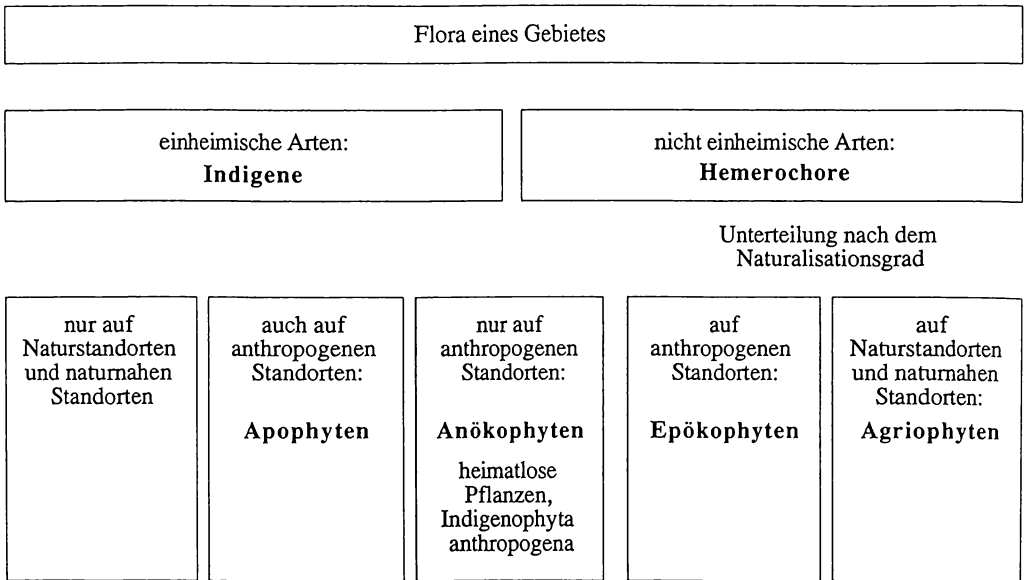 Flora eines Gebietes
einheimische Arten:
Indigene
nicht einheimische Arten:
Hemerochore
Unterteilung nach dem
Naturalisationsgrad
nur auf
Naturstandorten
und naturnahen
Standorten
auch auf
anthropogenen
Standorten:
Apophyten
nur auf
anthropogenen
Standorten:
Anökophyten
heimatlose
Pflanzen,
Indigenophyta
anthropogena
auf
anthropogenen
Standorten:
Epökophyten
auf
Naturstandorten
und naturnahen
Standorten:
Agriophyten